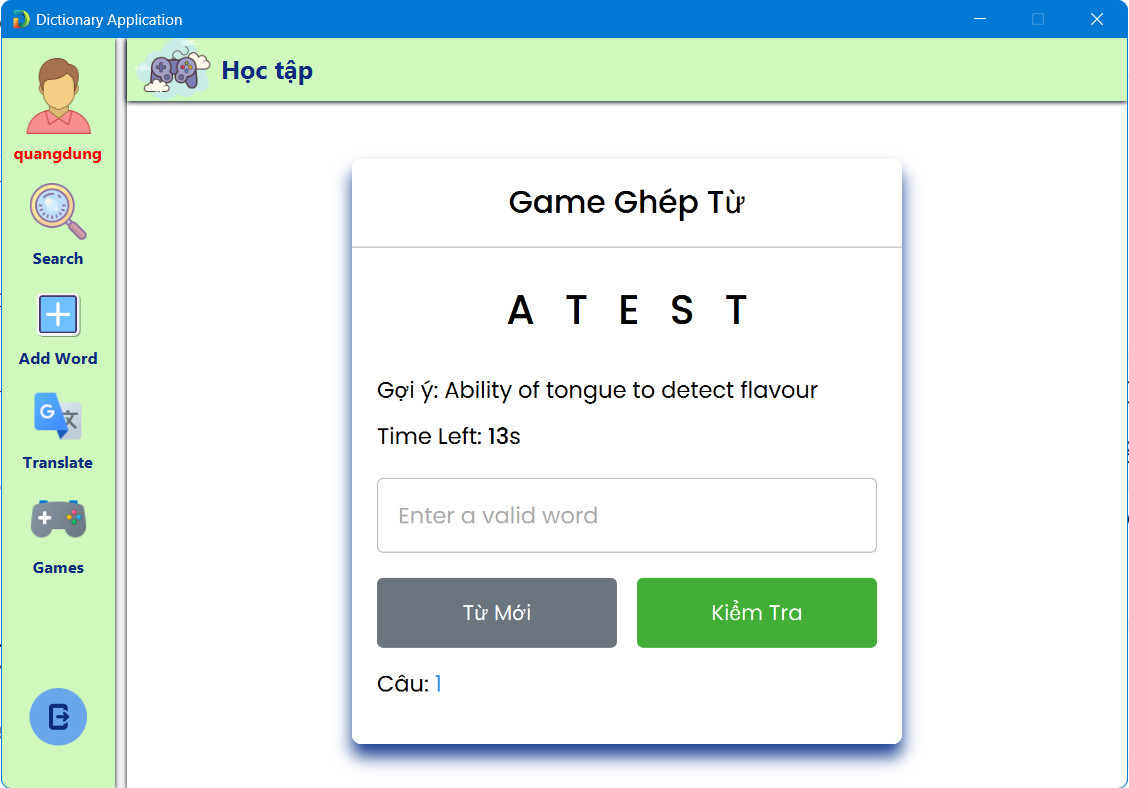 Dictionary Application
quangdung
Search
Add Word
Translate
Games
Học tập
Game Ghép Từ
A T E S T
Gợi ý: Ability of tongue to detect flavour
Time Left: 13s
Enter a valid word
Từ Mới Kiểm Tra
Câu: 1